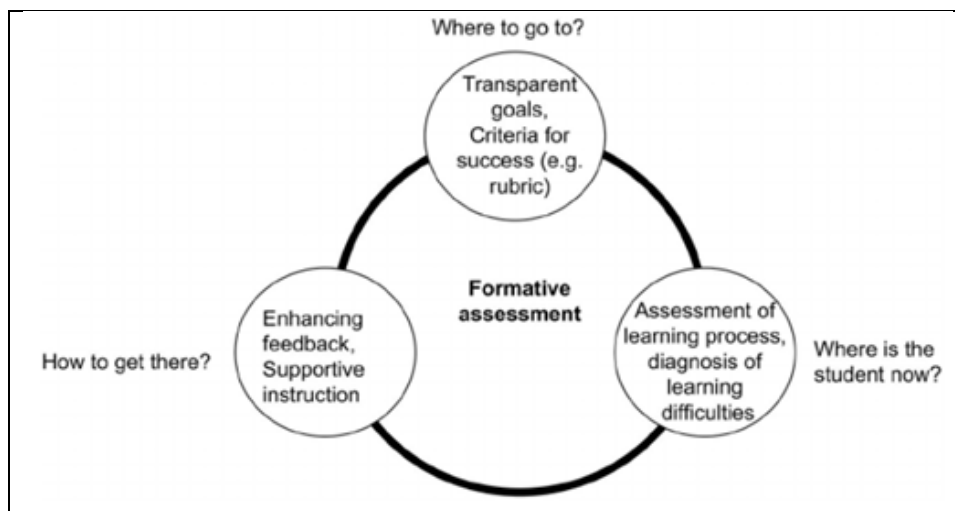 Where to go to?
Transparent
goals,
Criteria for
success (e.g.
rubric)
Formative
assessment
Enhancing
feedback,
Supportive
instruction
How to get there?
Assessment of
learning process,
diagnosis of
learning
difficulties
Where is the
student now?